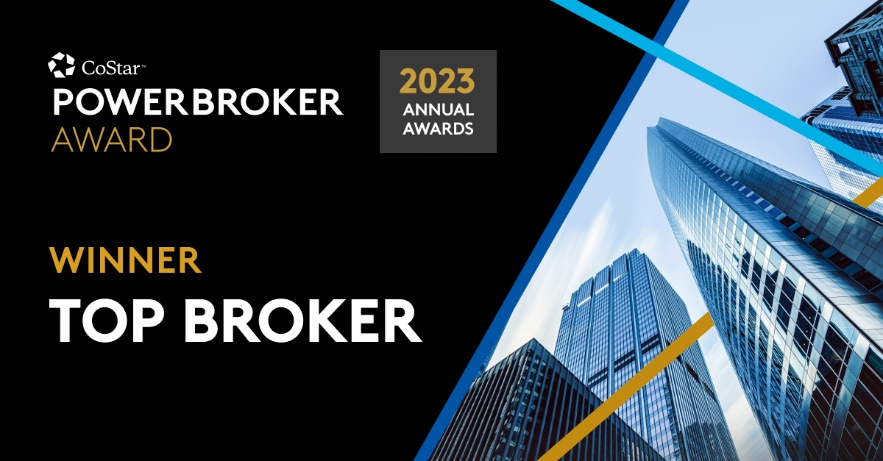 CoStar™
POWERBROKER
AWARD
2023
ANNUAL
AWARDS
WINNER
TOP BROKER